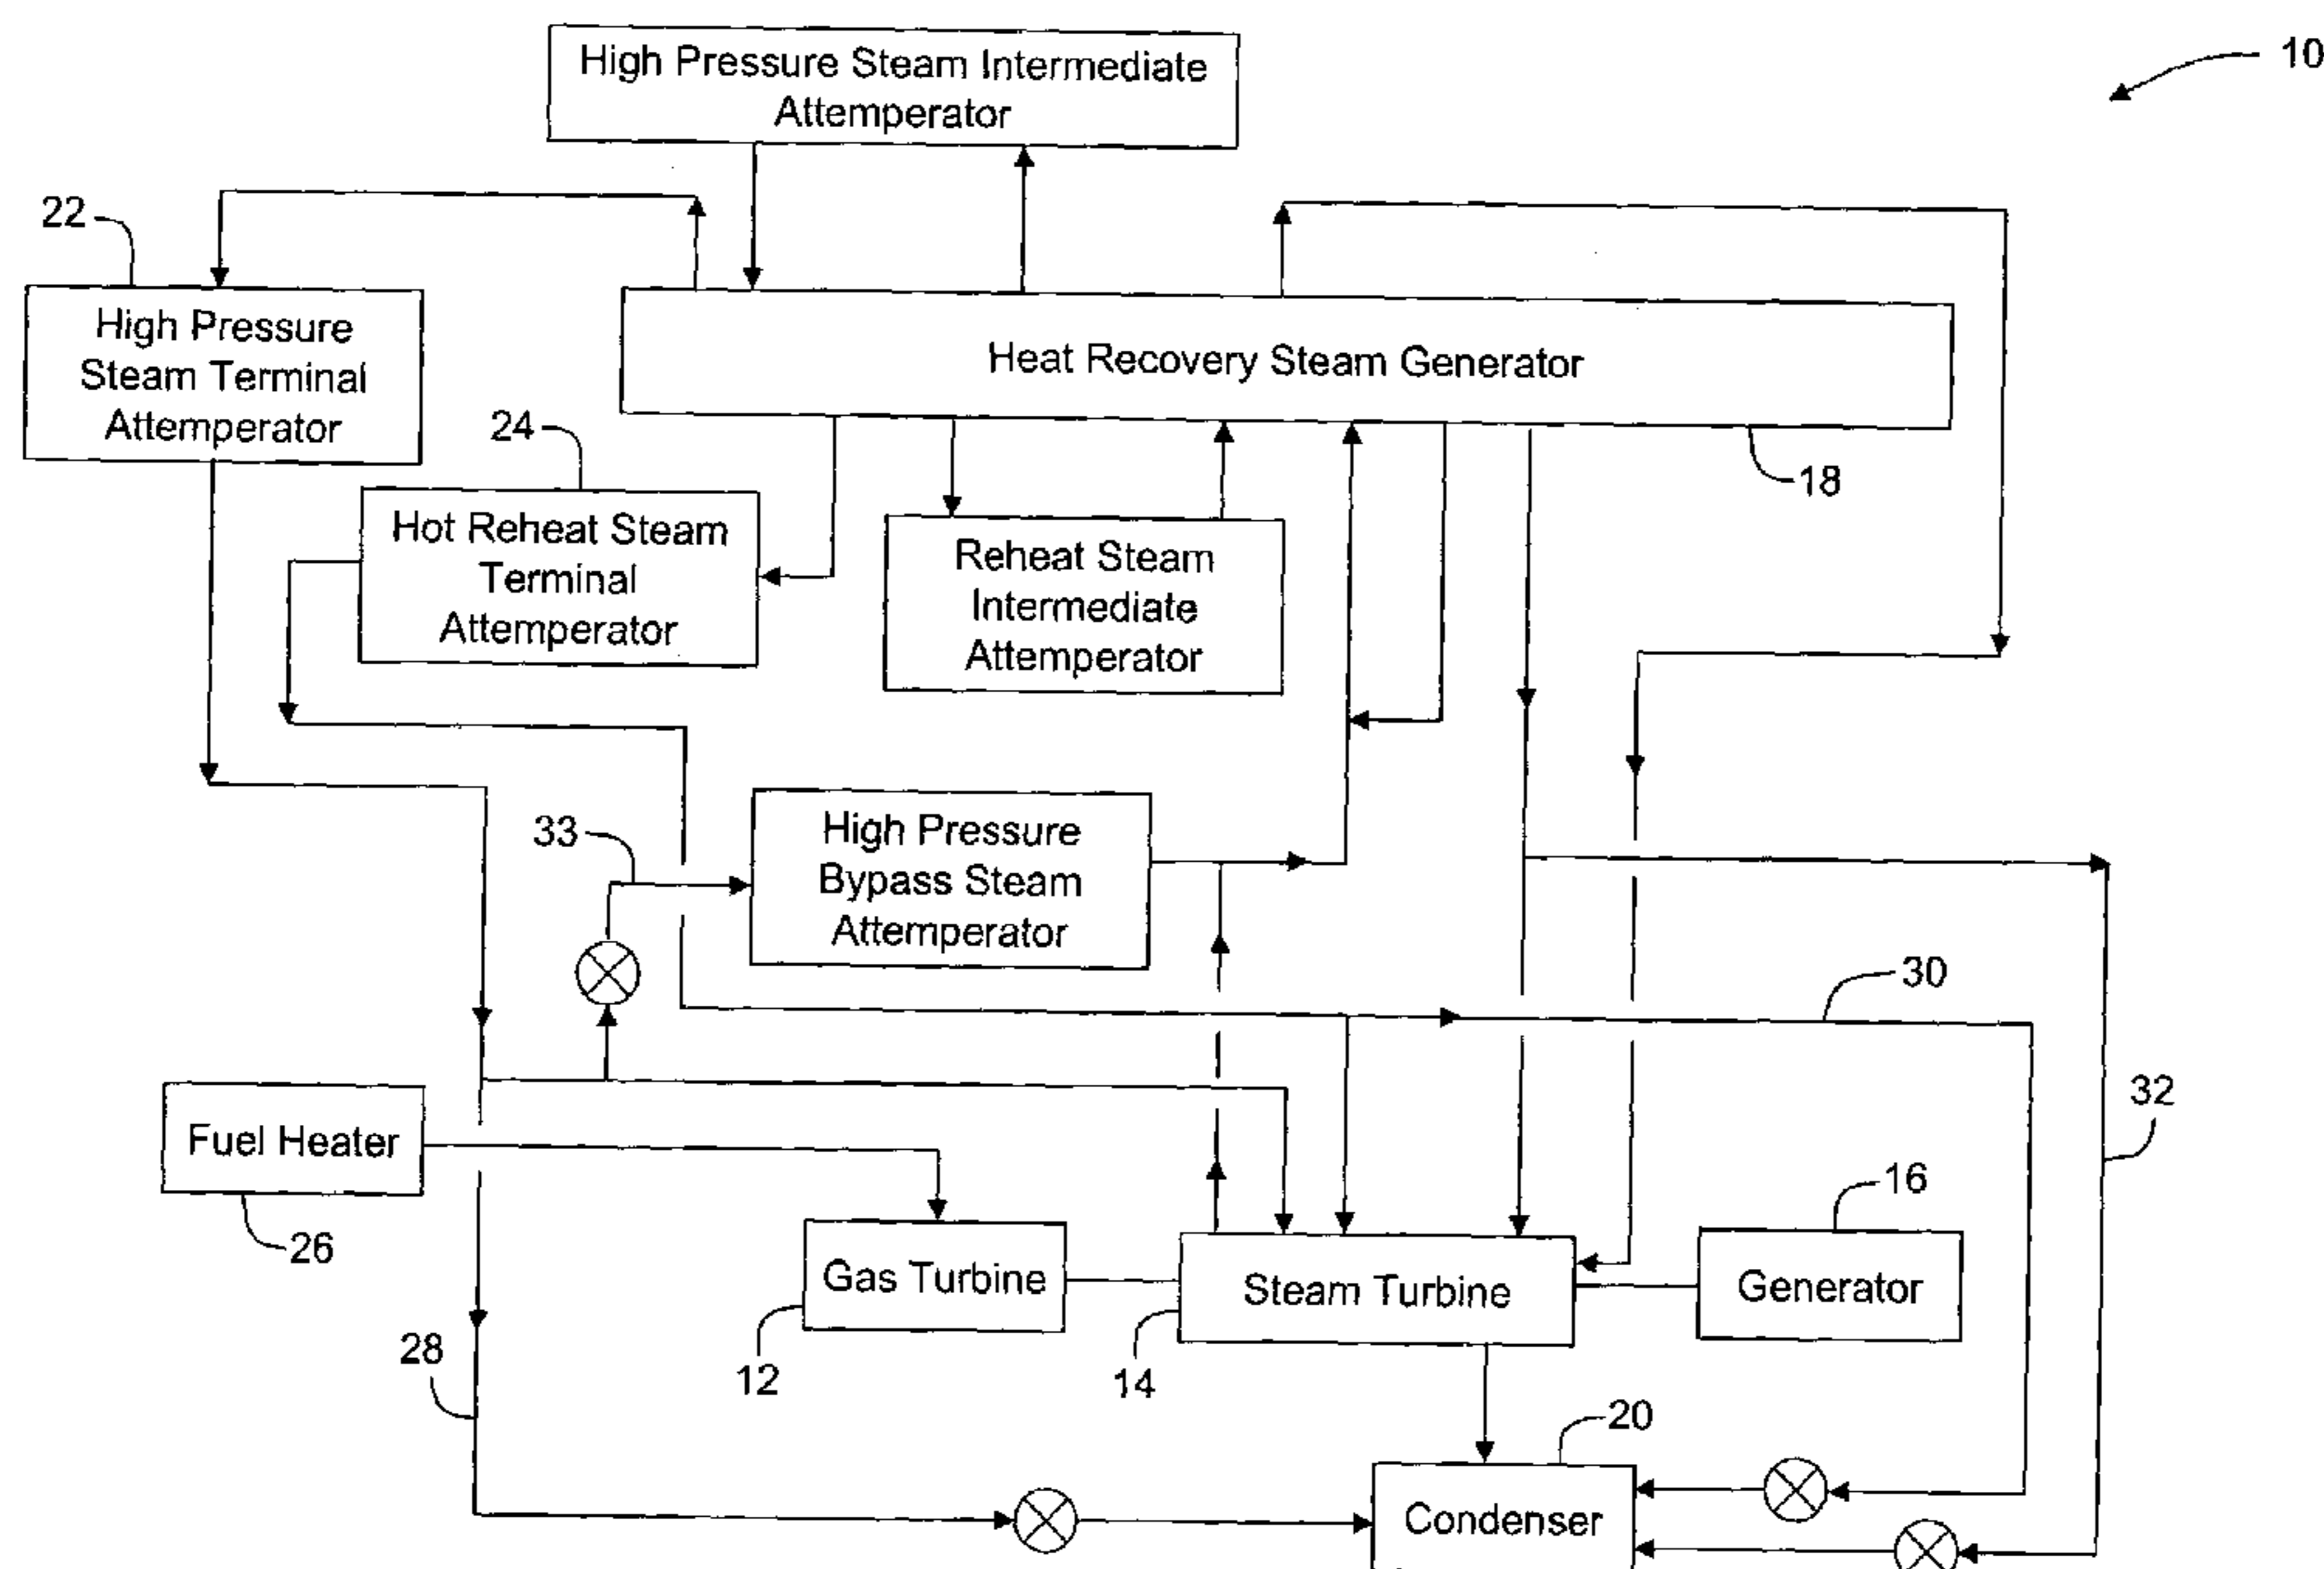 High Pressure Steam Intermediate
Attemperator
10
22
High Pressure
Steam Terminal
Attemperator
Heat Recovery Steam Generator
18
24
Hot Reheat Steam
Terminal
Attemperator
Reheat Steam
Intermediate
Attemperator
33
High Pressure
Bypass Steam
Attemperator
30
32
Fuel Heater
26
16
Gas Turbine
12
Steam Turbine
14
Generator
28
20
Condenser